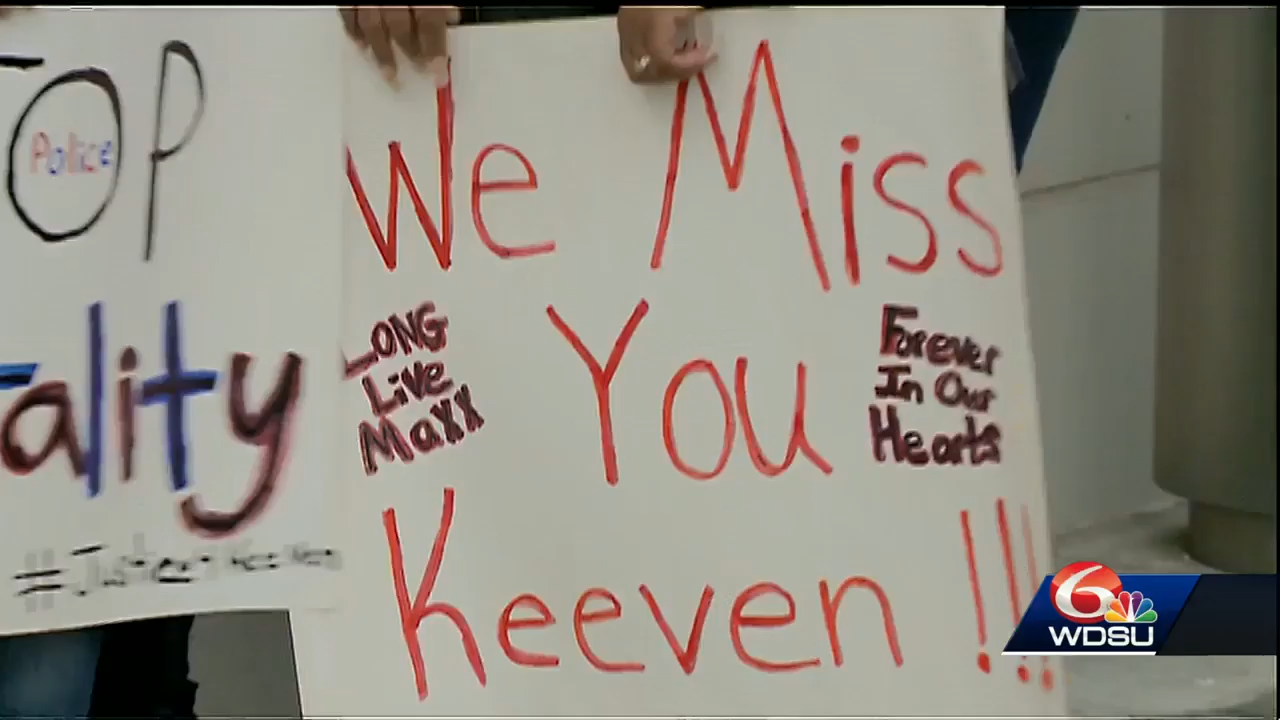 OP
Police
ality
We Miss
You
Keeven !!!
LONG
Live
MaXX
Forever
In Our
Hearts
6
WDSU